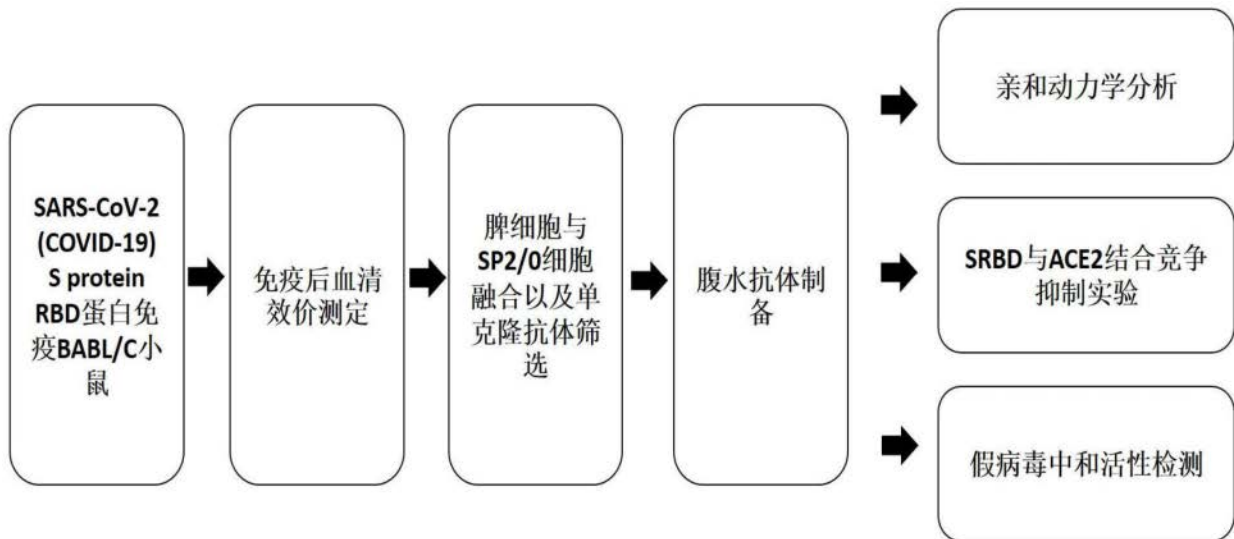 SARS-CoV-2
(COVID-19)
S protein
RBD蛋白免
疫BABL/C小
鼠
免疫后血清
效价测定
脾细胞与
SP2/0细胞
融合以及单
克隆抗体筛
选
腹水抗体制
备
亲和动力学分析
SRBD与ACE2结合竞争
抑制实验
假病毒中和活性检测